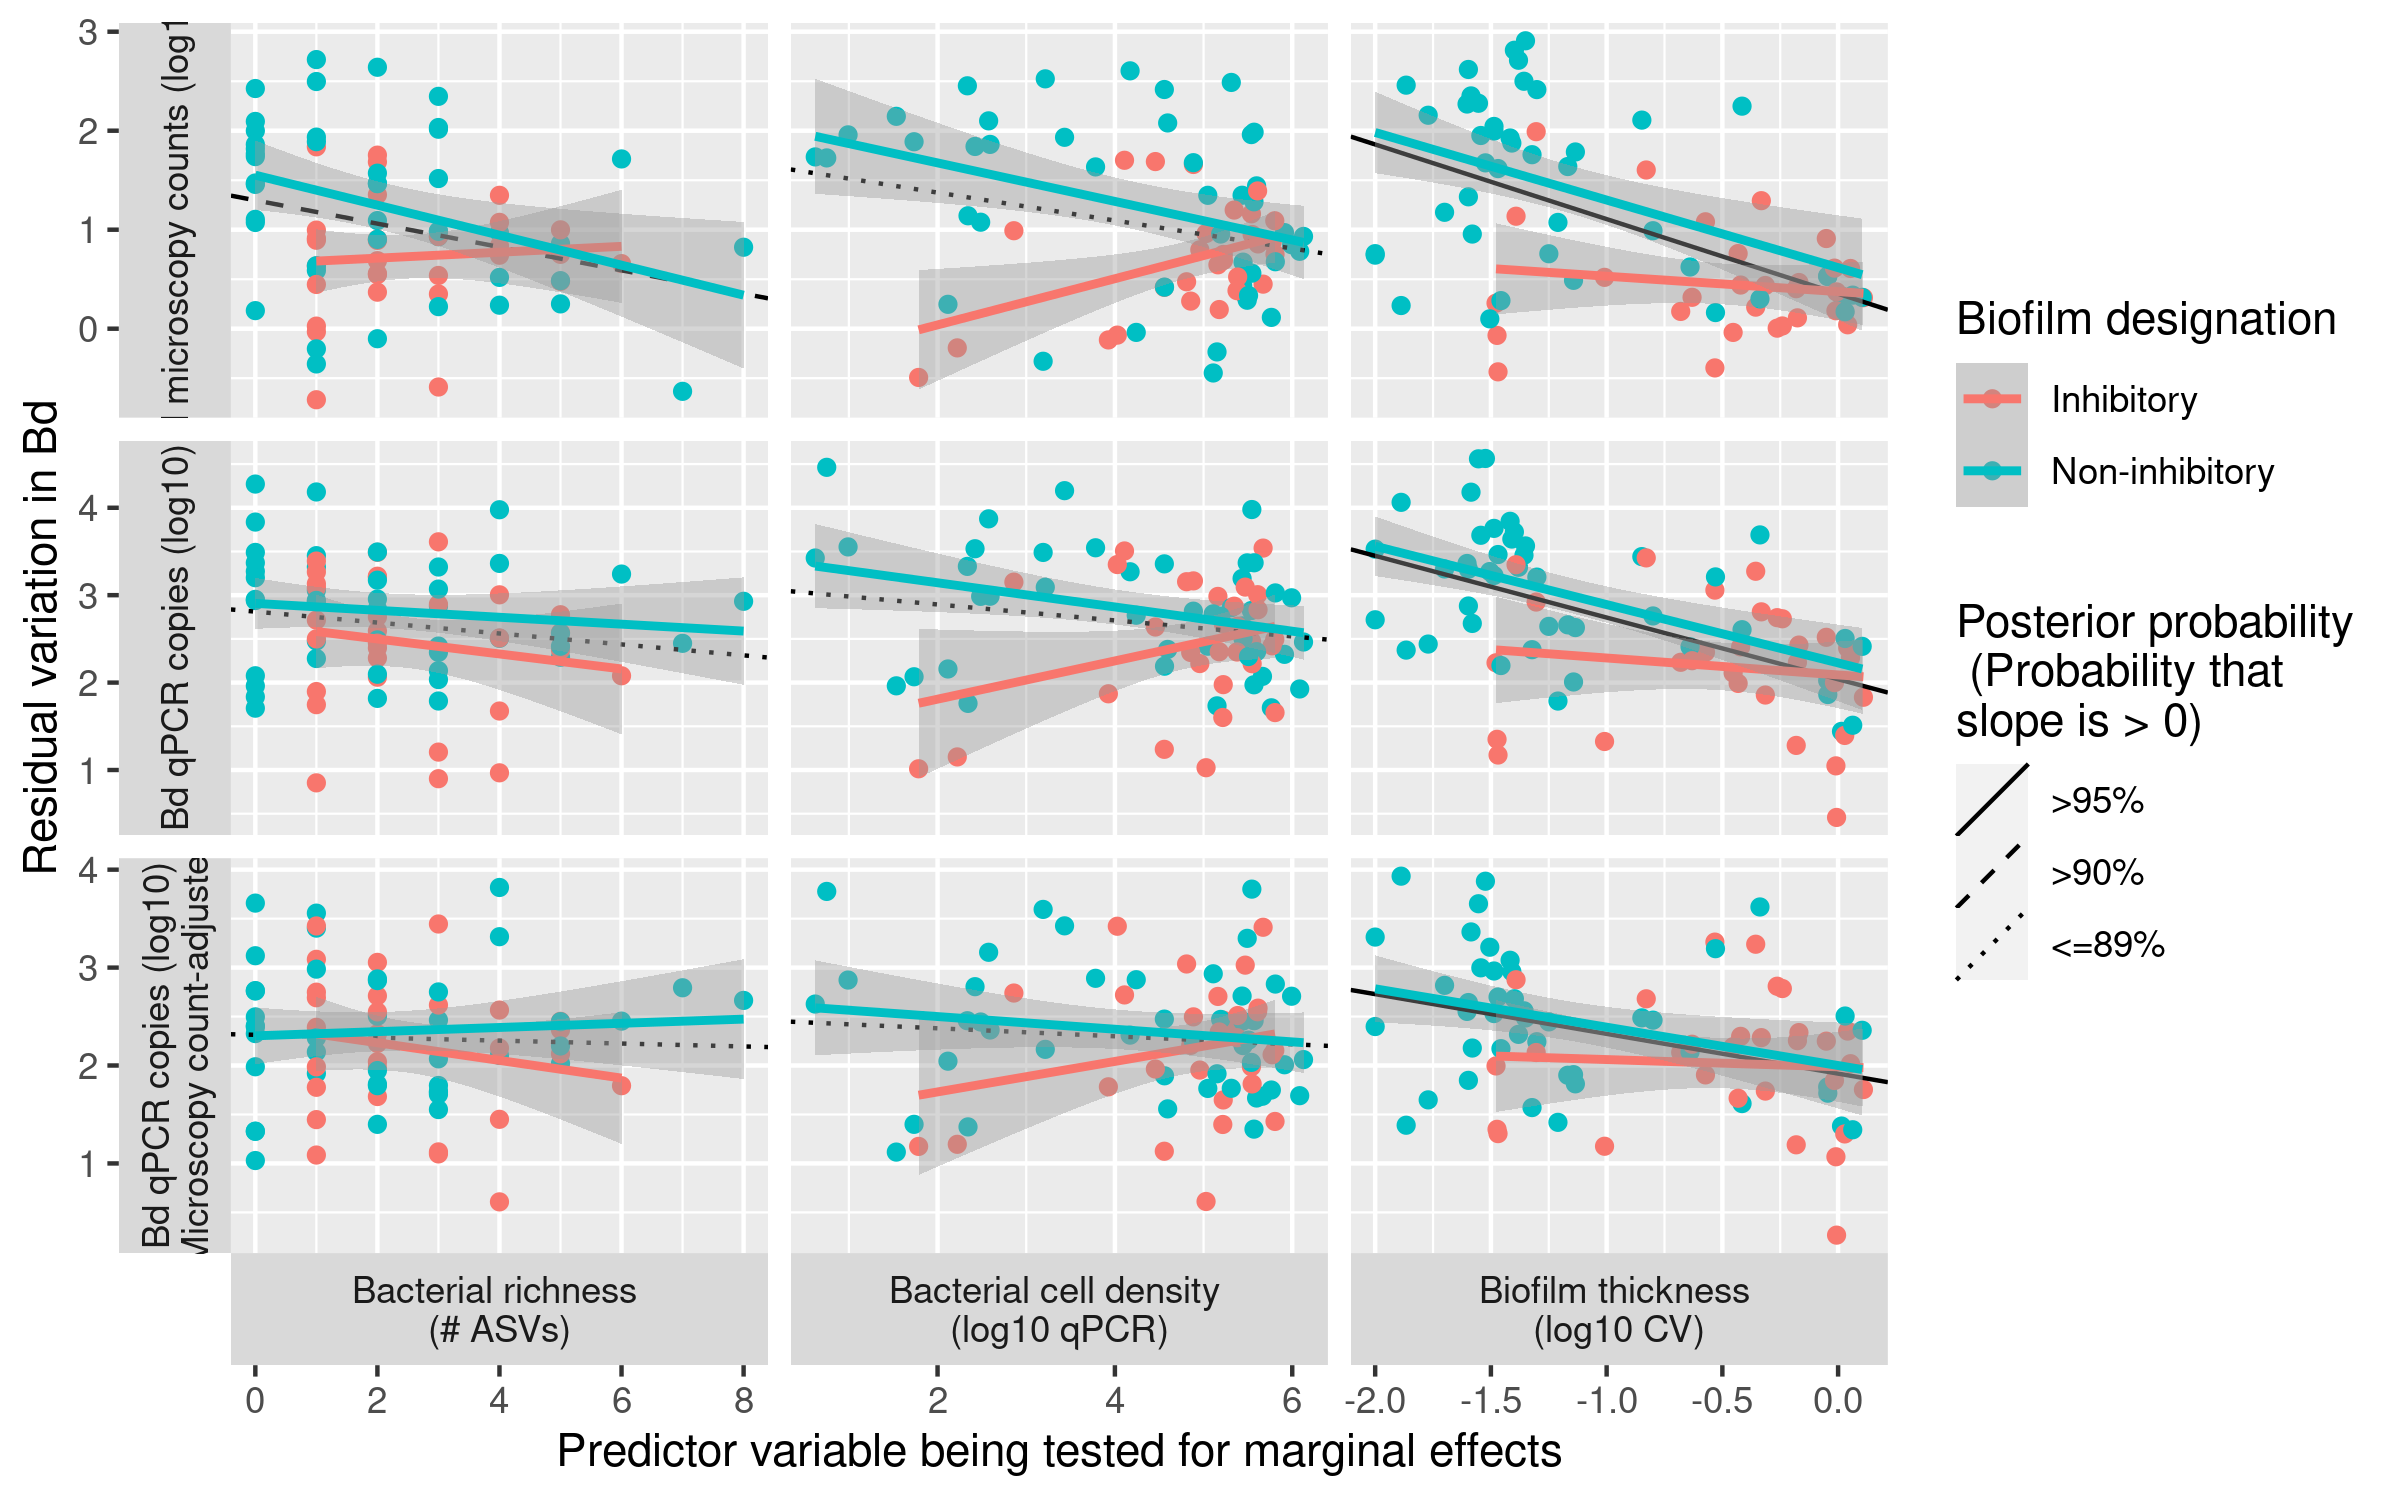 Residual variation in Bd
microscopy counts (log1
3
2
1
0
Bd qPCR copies (log10)
4
3
2
1
Bd qPCR copies (log10)
Microscopy count-adjuste
4
3
2
1
Bacterial richness
(# ASVs)
Bacterial cell density
(log10 qPCR)
Biofilm thickness
(log10 CV)
0 2 4 6 8
2 4 6
-2.0 -1.5 -1.0 -0.5 0.0
Predictor variable being tested for marginal effects
Biofilm designation
Inhibitory
Non-inhibitory
Posterior probability
(Probability that
slope is > 0)
>95%
>90%
<=89%